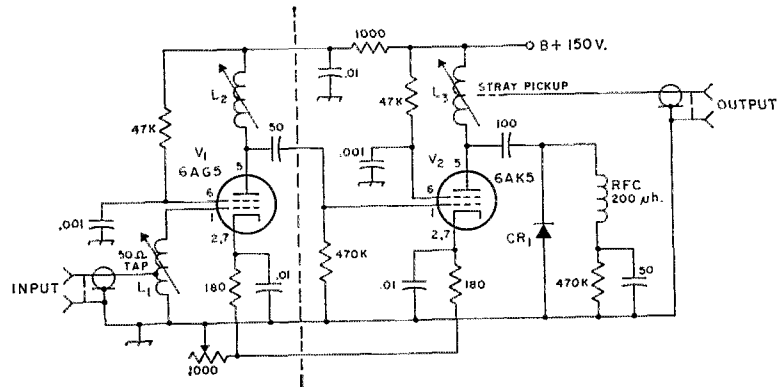 1000
B+ 150V.
.01
L2
L3
STRAY PICKUP
OUTPUT
47K
47K
50
100
V1
6AG5
5
.001
V2
5
6AK5
RFC
200 μh.
6
1
6
1
.001
2,7
2,7
CR1
50Ω
TAP
INPUT
L1
180
.01
470K
.01
180
470K
50
1000